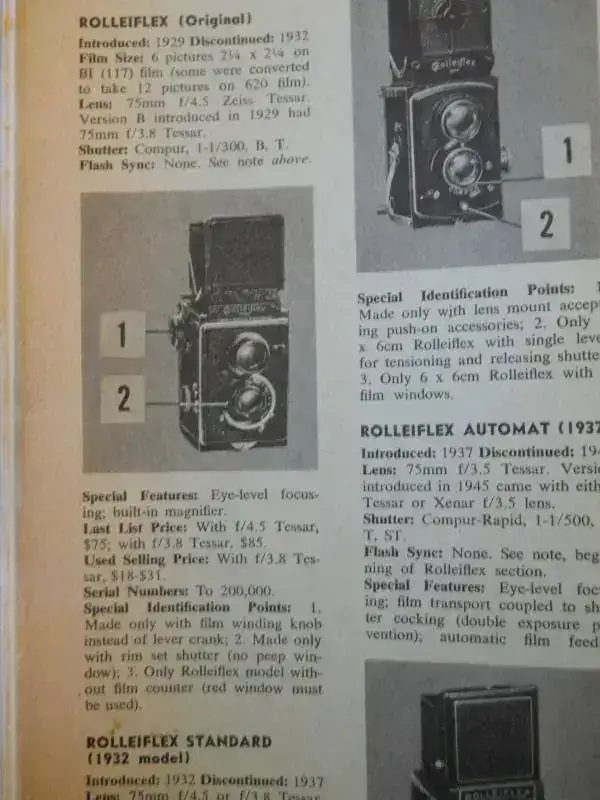 ROLLEIFLEX (Original)
Introduced: 1929 Discontinued: 1932
Film Size: 6 pictures 2¼ x 2¼ on
BI (117) film (some were converted
to take 12 pictures on 620 film).
Lens: 75mm f/4.5 Zeiss Tessar.
Version B introduced in 1929 had
75mm f/3.8 Tessar.
Shutter: Compur, 1-1/300, B, T.
Flash Sync: None. See note above.
1
2
Special Features: Eye-level focus-
ing; built-in magnifier.
Last List Price: With f/4.5 Tessar,
$75; with f/3.8 Tessar, $85.
Used Selling Price: With f/3.8 Tes-
sar, $18-$31.
Serial Numbers: To 200,000.
Special Identification Points: 1,
Made only with film winding knob
instead of lever crank; 2. Made only
with rim set shutter (no peep win-
dow); 3. Only Rolleiflex model with-
out film counter (red window must
be used).
ROLLEIFLEX STANDARD
(1932 model)
Introduced: 1932 Discontinued: 1937
Lens: 75mm f/4.5 or f/3.8 Tessar
Rolleiflex
1
2
Special Identification Points:
Made only with lens mount accep
ing push-on accessories; 2. Only
x 6cm Rolleiflex with single leve
for tensioning and releasing shutte
3. Only 6 x 6cm Rolleiflex with
film windows.
ROLLEIFLEX AUTOMAT (1937
Introduced: 1937 Discontinued: 19
Lens: 75mm f/3.5 Tessar. Versi
introduced in 1945 came with eith
Tessar or Xenar f/3.5 lens.
Shutter: Compur-Rapid, 1-1/500,
T, ST.
Flash Sync: None. See note, beg
ning of Rolleiflex section.
Special Features: Eye-level foc
ing; film transport coupled to sh
ter cocking (double exposure p
vention); automatic film feed
ROLLEIFLEX